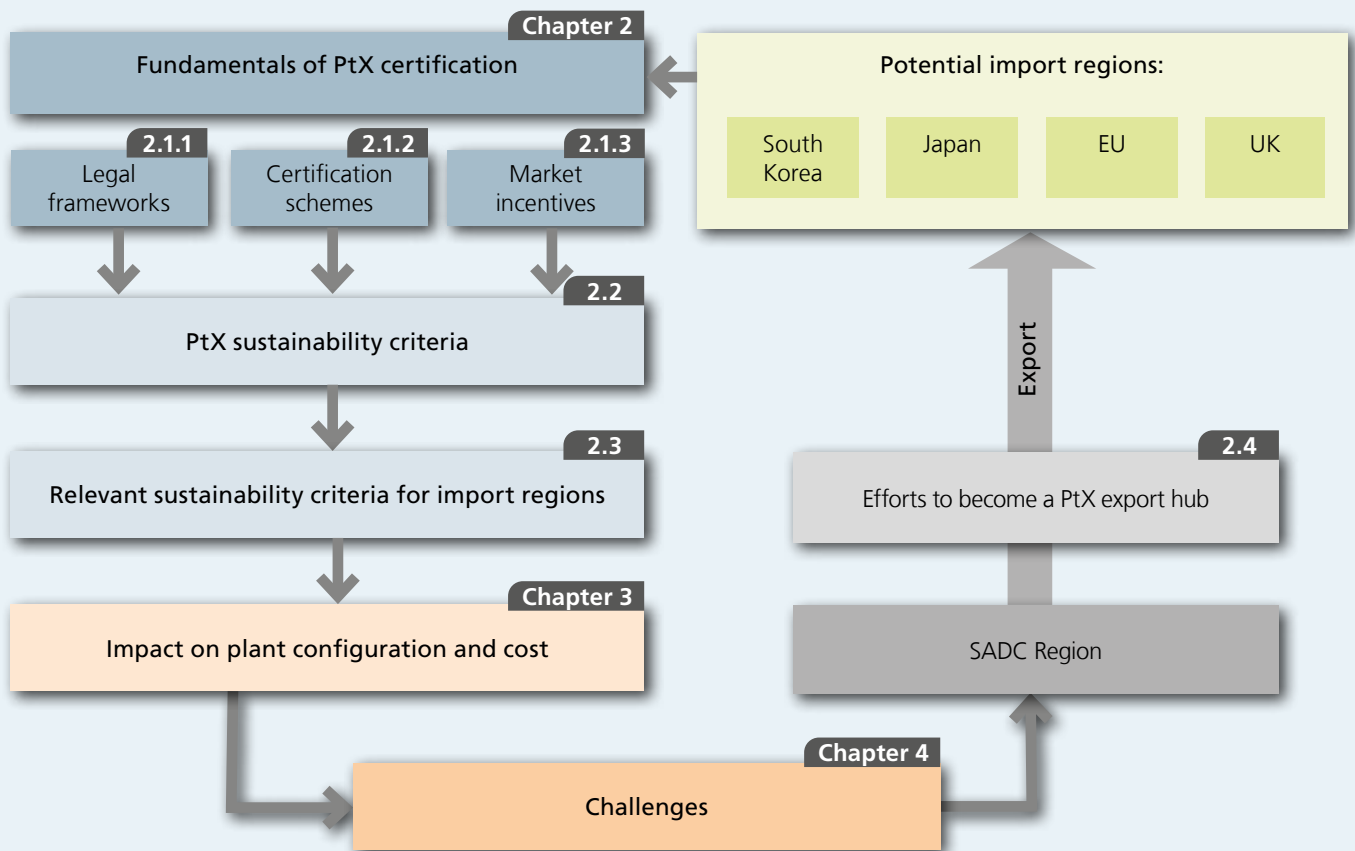 Chapter 2
Fundamentals of PtX certification
2.1.1
Legal
frameworks
2.1.2
Certification
schemes
2.1.3
Market
incentives
2.2
PtX sustainability criteria
2.3
Relevant sustainability criteria for import regions
Chapter 3
Impact on plant configuration and cost
Chapter 4
Challenges
Potential import regions:
South
Korea
Japan
EU
UK
Export
2.4
Efforts to become a PtX export hub
SADC Region